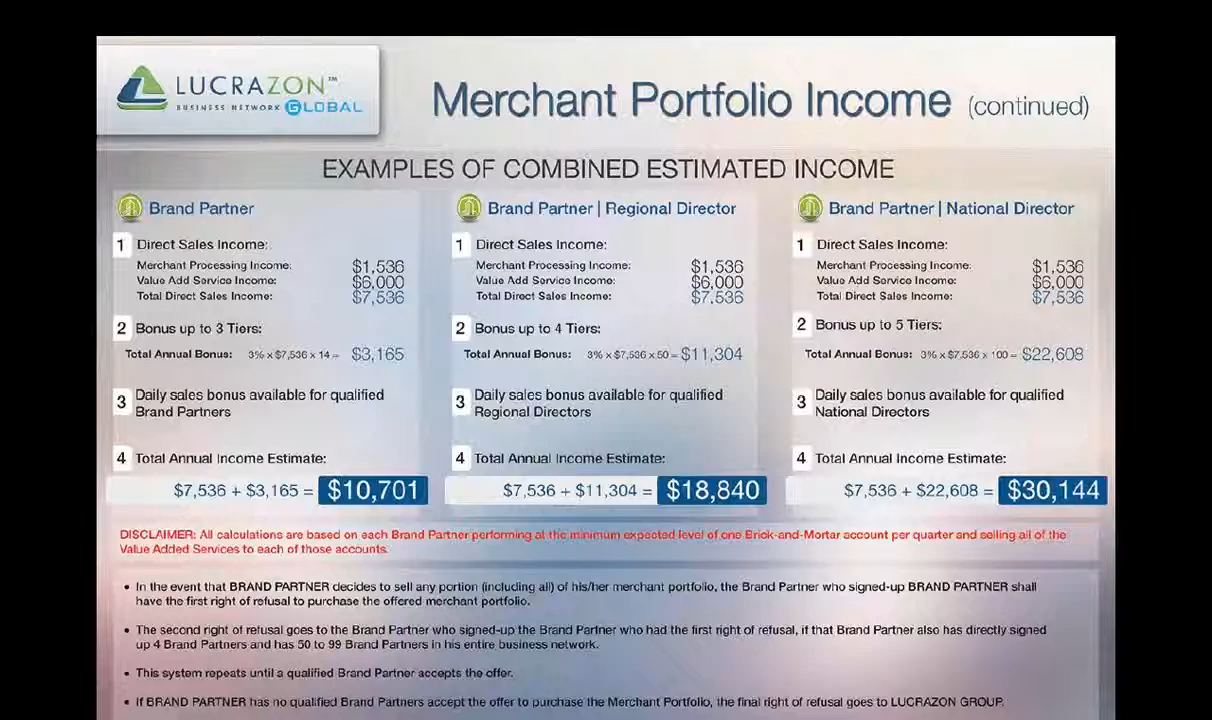 LUCRAZON™
BUSINESS NETWORK GLOBAL
Merchant Portfolio Income (continued)
EXAMPLES OF COMBINED ESTIMATED INCOME
Brand Partner
1 Direct Sales Income:
Merchant Processing Income: $1,536
Value Add Service Income: $6,000
Total Direct Sales Income: $7,536
2 Bonus up to 3 Tiers:
Total Annual Bonus: 3% x $7,536 x 14 = $3,165
3 Daily sales bonus available for qualified
Brand Partners
4 Total Annual Income Estimate:
$7,536 + $3,165 = $10,701
Brand Partner | Regional Director
1 Direct Sales Income:
Merchant Processing Income: $1,536
Value Add Service Income: $6,000
Total Direct Sales Income: $7,536
2 Bonus up to 4 Tiers:
Total Annual Bonus: 3% x $7,536 x 50 = $11,304
3 Daily sales bonus available for qualified
Regional Directors
4 Total Annual Income Estimate:
$7,536 + $11,304 = $18,840
Brand Partner | National Director
1 Direct Sales Income:
Merchant Processing Income: $1,536
Value Add Service Income: $6,000
Total Direct Sales Income: $7,536
2 Bonus up to 5 Tiers:
Total Annual Bonus: 3% x $7,536 x 100 = $22,608
3 Daily sales bonus available for qualified
National Directors
4 Total Annual Income Estimate:
$7,536 + $22,608 = $30,144
DISCLAIMER: All calculations are based on each Brand Partner performing at the minimum expected level of one Brick-and-Mortar account per quarter and selling all of the
Value Added Services to each of those accounts.
• In the event that BRAND PARTNER decides to sell any portion (including all) of his/her merchant portfolio, the Brand Partner who signed-up BRAND PARTNER shall
have the first right of refusal to purchase the offered merchant portfolio.
• The second right of refusal goes to the Brand Partner who signed-up the Brand Partner who had the first right of refusal, if that Brand Partner also has directly signed
up 4 Brand Partners and has 50 to 99 Brand Partners in his entire business network.
• This system repeats until a qualified Brand Partner accepts the offer.
• If BRAND PARTNER has no qualified Brand Partners accept the offer to purchase the Merchant Portfolio, the final right of refusal goes to LUCRAZON GROUP.